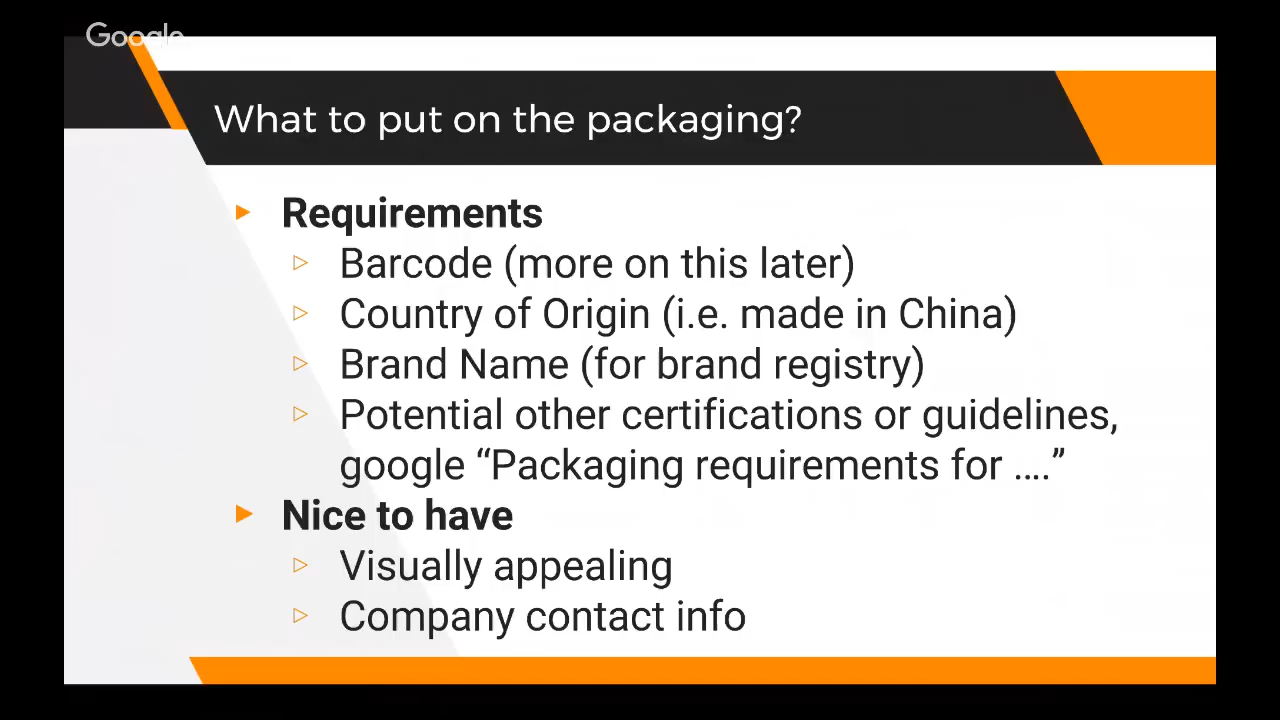 Google
What to put on the packaging?
Requirements
Barcode (more on this later)
Country of Origin (i.e. made in China)
Brand Name (for brand registry)
Potential other certifications or guidelines,
google “Packaging requirements for ....”
Nice to have
Visually appealing
Company contact info